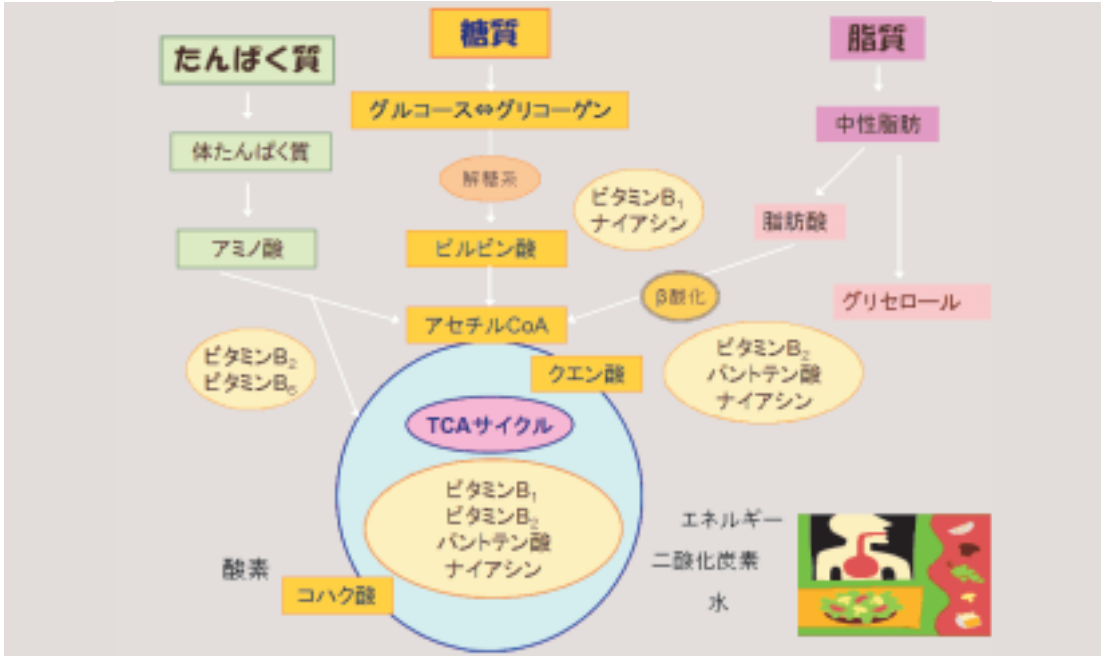 たんぱく質
糖質
脂質
グルコース⇔グリコーゲン
中性脂肪
体たんぱく質
解糖系
ビタミンB₁
ナイアシン
脂肪酸
アミノ酸
ピルビン酸
β酸化
グリセロール
アセチルCoA
ビタミンB₂
ビタミンB₆
クエン酸
ビタミンB₂
パントテン酸
ナイアシン
TCAサイクル
ビタミンB₁
ビタミンB₂
パントテン酸
ナイアシン
エネルギー
二酸化炭素
水
酸素
コハク酸